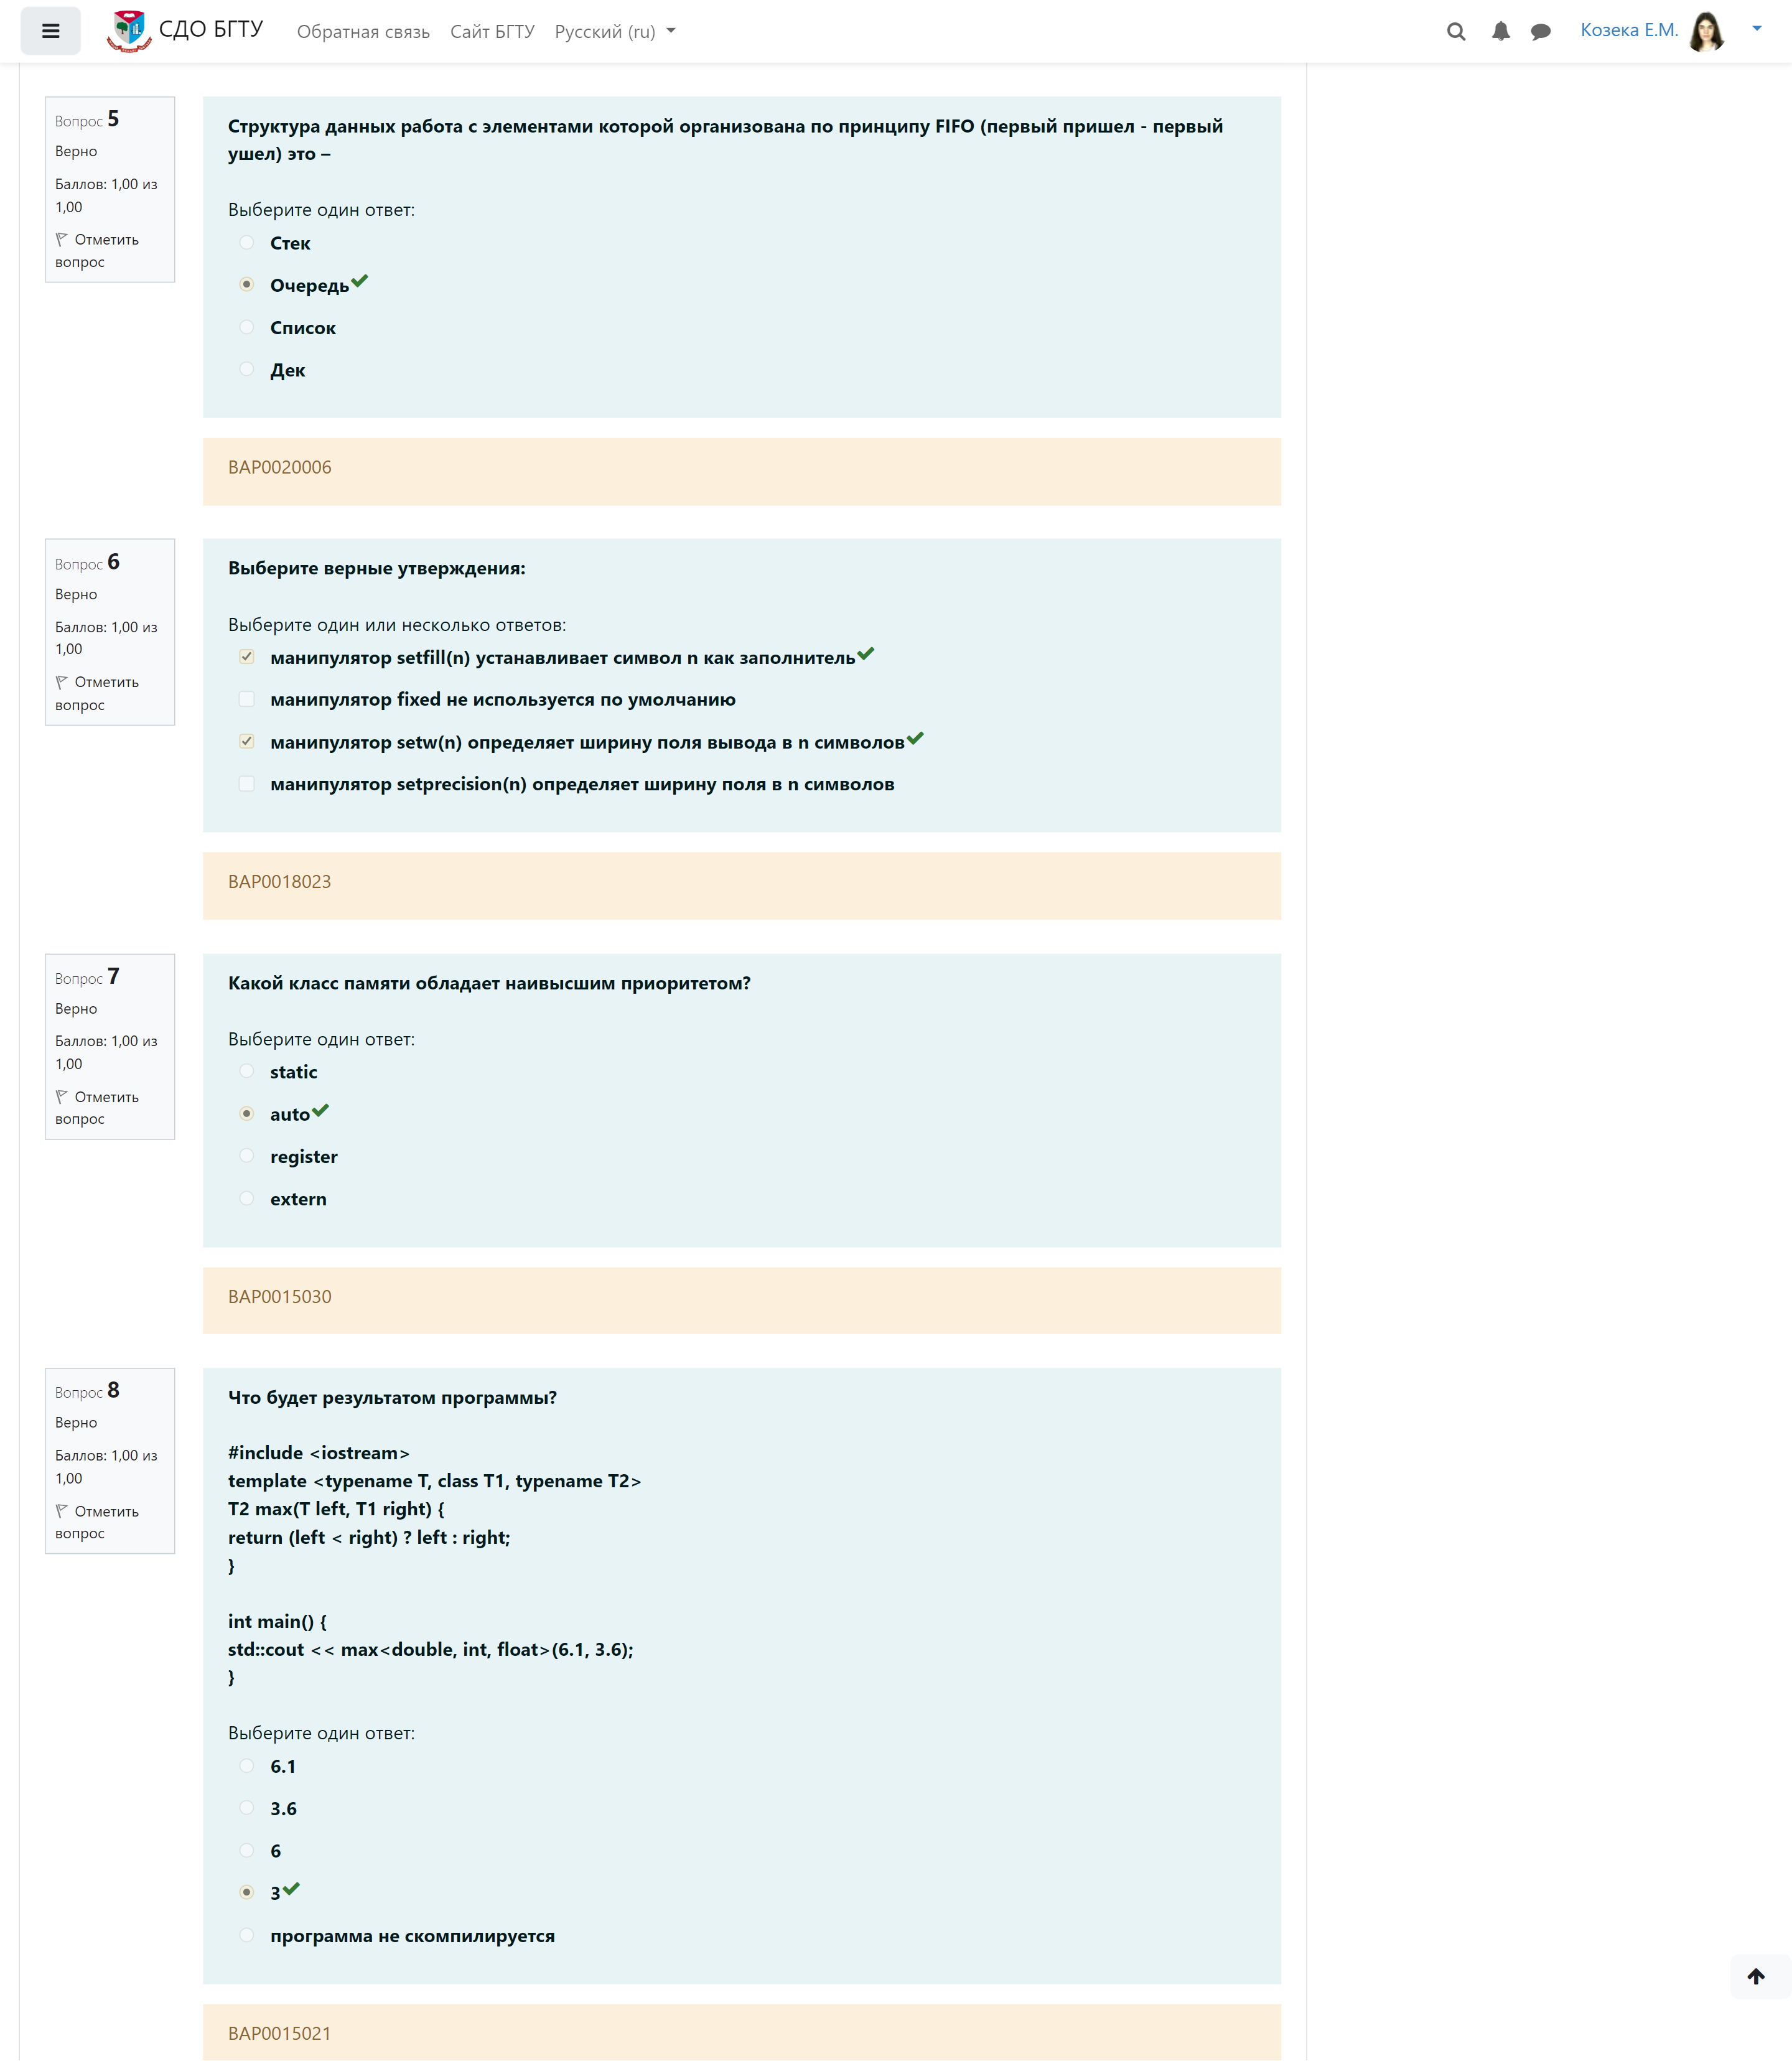 СДО БГТУ
Обратная связь Сайт БГТУ Русский (ru)
Козека Е.М.
Вопрос 5
Верно
Баллов: 1,00 из
1,00
Отметить
вопрос
Структура данных работа с элементами которой организована по принципу FIFO (первый пришел - первый
ушел) это –
Выберите один ответ:
Стек
Очередь
Список
Дек
BAP0020006
Вопрос 6
Верно
Баллов: 1,00 из
1,00
Отметить
вопрос
Выберите верные утверждения:
Выберите один или несколько ответов:
манипулятор setfill(n) устанавливает символ n как заполнитель
манипулятор fixed не используется по умолчанию
манипулятор setw(n) определяет ширину поля вывода в n символов
манипулятор setprecision(n) определяет ширину поля в n символов
BAP0018023
Вопрос 7
Верно
Баллов: 1,00 из
1,00
Отметить
вопрос
Какой класс памяти обладает наивысшим приоритетом?
Выберите один ответ:
static
auto
register
extern
BAP0015030
Вопрос 8
Верно
Баллов: 1,00 из
1,00
Отметить
вопрос
Что будет результатом программы?
#include <iostream>
template <typename T, class T1, typename T2>
T2 max(T left, T1 right) {
return (left < right) ? left : right;
}
int main() {
std::cout << max<double, int, float>(6.1, 3.6);
}
Выберите один ответ:
6.1
3.6
6
3
программа не скомпилируется
BAP0015021